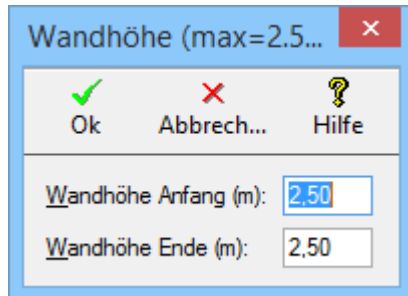 Wandhöhe (max=2.5...
Ok Abbrech... Hilfe
Wandhöhe Anfang (m): 2,50
Wandhöhe Ende (m): 2,50